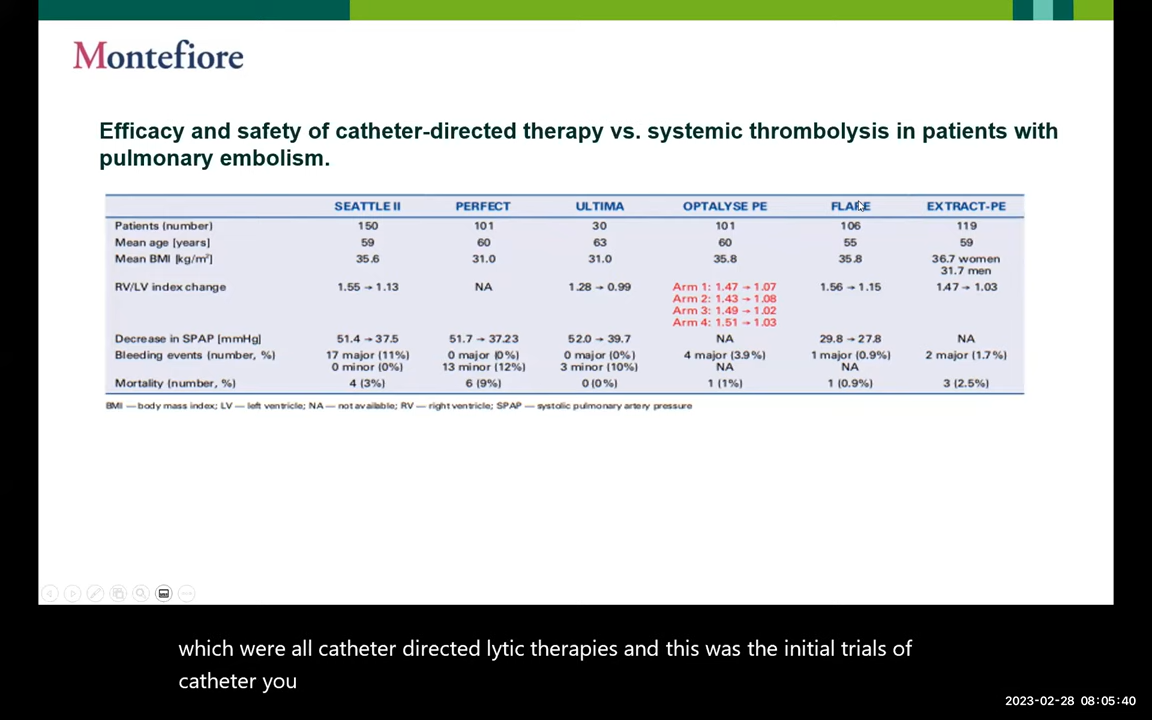 Montefiore
Efficacy and safety of catheter-directed therapy vs. systemic thrombolysis in patients with
pulmonary embolism.
SEATTLE II PERFECT ULTIMA OPTALYSE PE FLARE EXTRACT-PE
Patients (number) 150 101 30 101 106 119
Mean age [years] 59 60 63 60 55 59
Mean BMI [kg/m²] 35.6 31.0 31.0 35.8 35.8 36.7 women
31.7 men
RV/LV index change 1.55 → 1.13 NA 1.28 → 0.99 Arm 1: 1.47 → 1.07 1.56 → 1.15 1.47 → 1.03
Arm 2: 1.43 → 1.08
Arm 3: 1.49 → 1.02
Arm 4: 1.51 → 1.03
Decrease in SPAP [mmHg] 51.4 → 37.5 51.7 → 37.23 52.0 → 39.7 NA 29.8 → 27.8 NA
Bleeding events (number, %) 17 major (11%) 0 major (0%) 0 major (0%) 4 major (3.9%) 1 major (0.9%) 2 major (1.7%)
0 minor (0%) 13 minor (12%) 3 minor (10%) NA NA
Mortality (number, %) 4 (3%) 6 (9%) 0 (0%) 1 (1%) 1 (0.9%) 3 (2.5%)
BMI — body mass index; LV — left ventricle; NA — not available; RV — right ventricle; SPAP — systolic pulmonary artery pressure
which were all catheter directed lytic therapies and this was the initial trials of
catheter you
2023-02-28 08:05:40